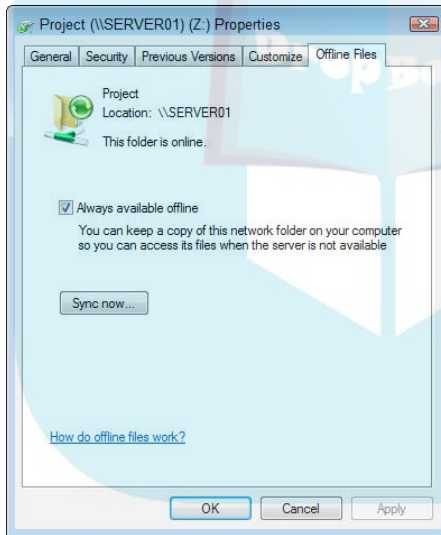 Project (\\SERVER01) (Z:) Properties
General Security Previous Versions Customize Offline Files
Project
Location: \\SERVER01
This folder is online.
Always available offline
You can keep a copy of this network folder on your computer
so you can access its files when the server is not available
Sync now...
How do offline files work?
OK Cancel Apply